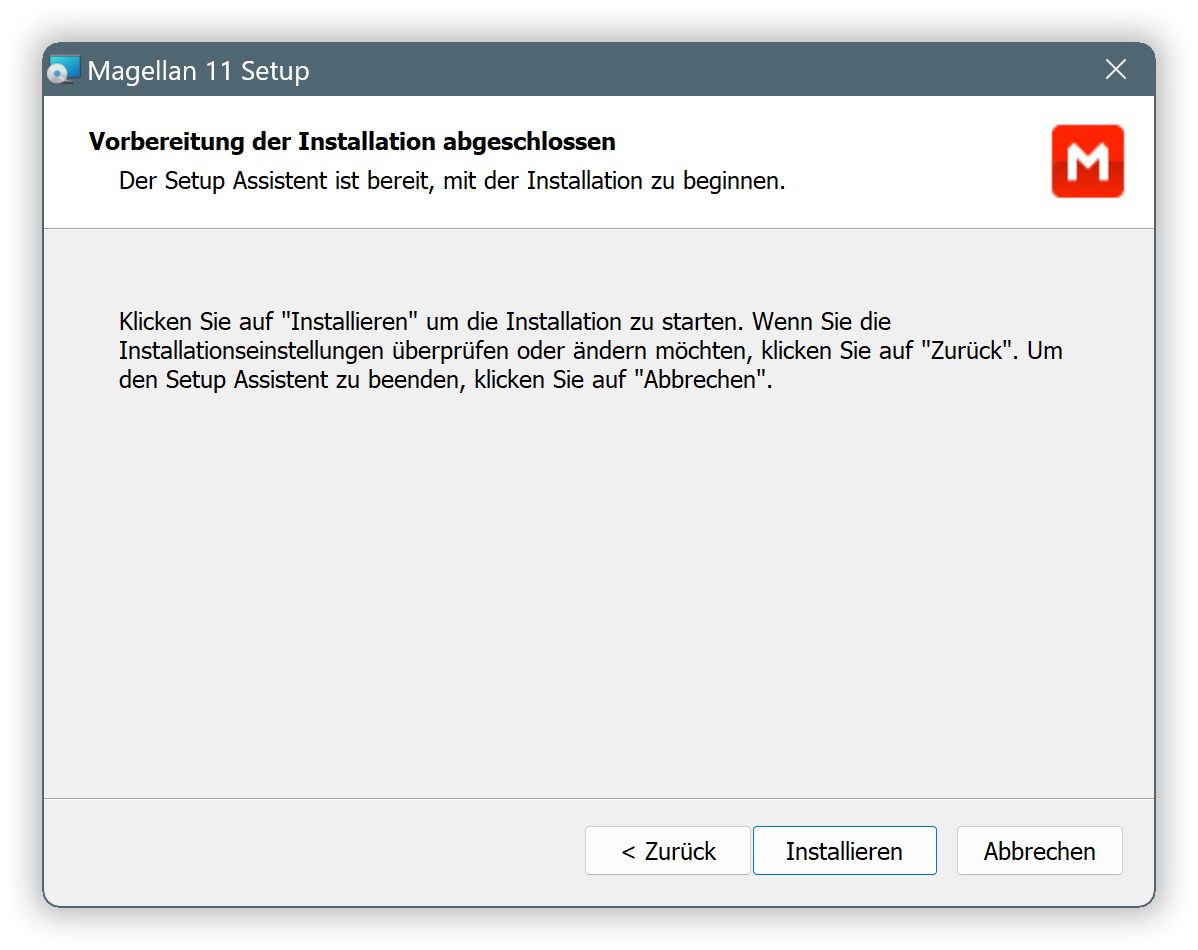 Magellan 11 Setup
Vorbereitung der Installation abgeschlossen
Der Setup Assistent ist bereit, mit der Installation zu beginnen.
M
Klicken Sie auf "Installieren" um die Installation zu starten. Wenn Sie die
Installationseinstellungen überprüfen oder ändern möchten, klicken Sie auf "Zurück". Um
den Setup Assistent zu beenden, klicken Sie auf "Abbrechen".
< Zurück
Installieren
Abbrechen